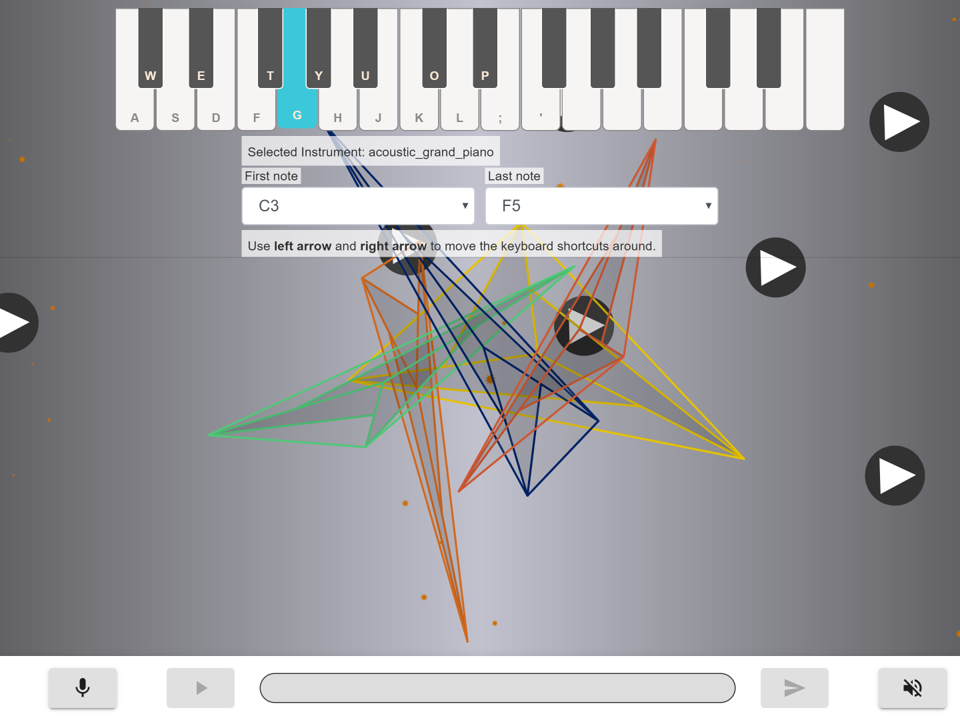 W E T Y U O P
A S D F G H J K L ; '
Selected Instrument: acoustic_grand_piano
First note Last note
C3 F5
Use left arrow and right arrow to move the keyboard shortcuts around.